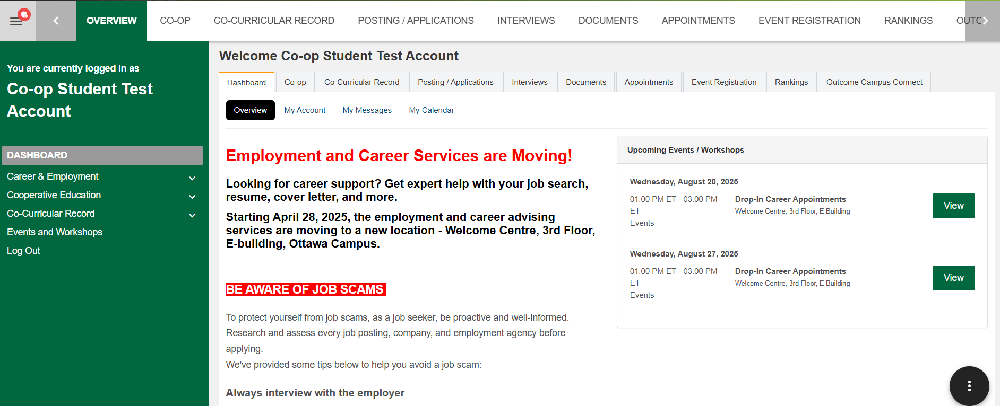 OVERVIEW
CO-OP
CO-CURRICULAR RECORD
POSTING / APPLICATIONS
INTERVIEWS
DOCUMENTS
APPOINTMENTS
EVENT REGISTRATION
RANKINGS
OUTC
You are currently logged in as
Co-op Student Test
Account
DASHBOARD
Career & Employment
Cooperative Education
Co-Curricular Record
Events and Workshops
Log Out
Welcome Co-op Student Test Account
Dashboard
Co-op
Co-Curricular Record
Posting / Applications
Interviews
Documents
Appointments
Event Registration
Rankings
Outcome Campus Connect
Overview
My Account
My Messages
My Calendar
Employment and Career Services are Moving!
Looking for career support? Get expert help with your job search,
resume, cover letter, and more.
Starting April 28, 2025, the employment and career advising
services are moving to a new location - Welcome Centre, 3rd Floor,
E-building, Ottawa Campus.
BE AWARE OF JOB SCAMS
To protect yourself from job scams, as a job seeker, be proactive and well-informed.
Research and assess every job posting, company, and employment agency before
applying.
We've provided some tips below to help you avoid a job scam:
Always interview with the employer
Upcoming Events / Workshops
Wednesday, August 20, 2025
01:00 PM ET - 03:00 PM
ET
Events
Drop-In Career Appointments
Welcome Centre, 3rd Floor, E Building
View
Wednesday, August 27, 2025
01:00 PM ET - 03:00 PM
ET
Events
Drop-In Career Appointments
Welcome Centre, 3rd Floor, E Building
View